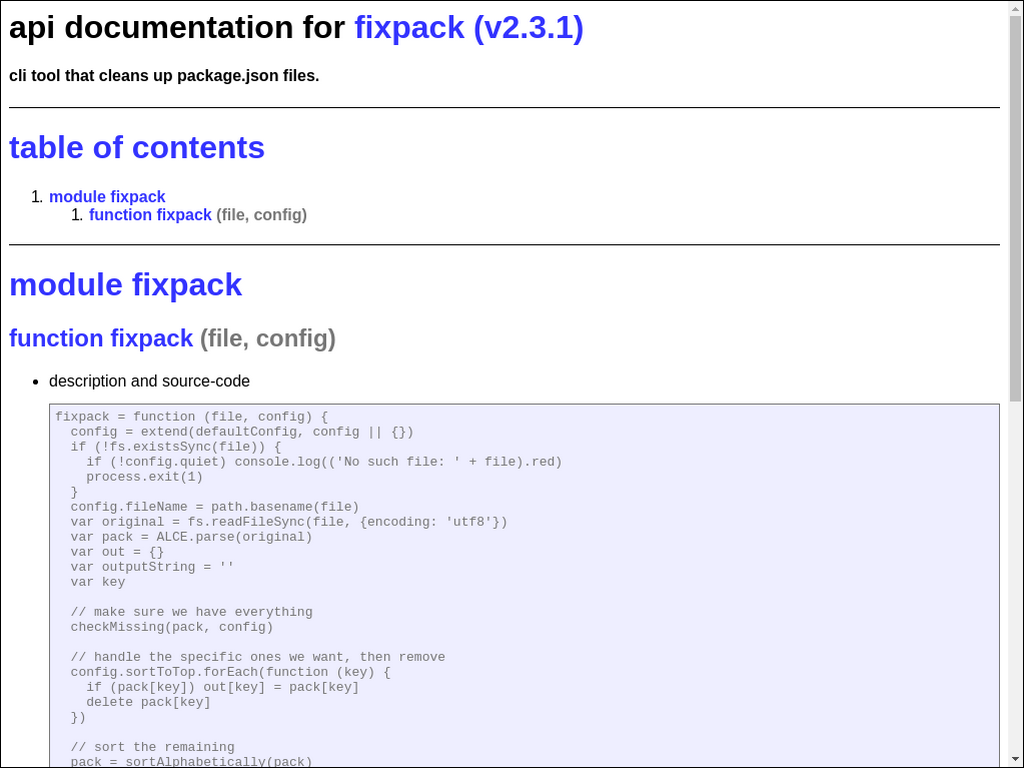 api documentation for fixpack (v2.3.1)
cli tool that cleans up package.json files.
table of contents
1. module fixpack
1. function fixpack (file, config)
module fixpack
function fixpack (file, config)
• description and source-code
fixpack = function (file, config) {
  config = extend(defaultConfig, config || {})
  if (!fs.existsSync(file)) {
    if (!config.quiet) console.log(('No such file: ' + file).red)
    process.exit(1)
  }
  config.fileName = path.basename(file)
  var original = fs.readFileSync(file, {encoding: 'utf8'})
  var pack = ALCE.parse(original)
  var out = {}
  var outputString = ''
  var key

  // make sure we have everything
  checkMissing(pack, config)

  // handle the specific ones we want, then remove
  config.sortToTop.forEach(function (key) {
    if (pack[key]) out[key] = pack[key]
    delete pack[key]
  })

  // sort the remaining
  pack = sortAlphabetically(pack)